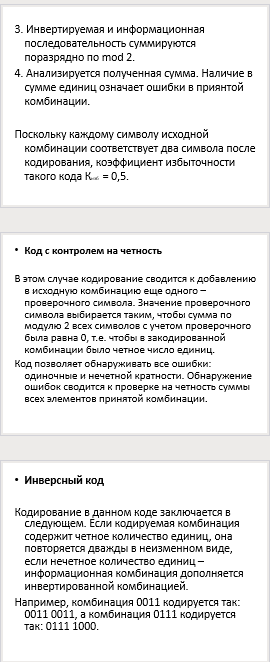 3. Инвертируемая и информационная
последовательность суммируются
поразрядно по mod 2.
4. Анализируется полученная сумма. Наличие в
сумме единиц означает ошибки в приянтой
комбинации.
Поскольку каждому символу исходной
комбинации соответствует два символа после
кодирования, коэффициент избыточности
такого кода К = 0,5.
• Код с контролем на четность
В этом случае кодирование сводится к добавлению
в исходную комбинацию еще одного –
проверочного символа. Значение проверочного
символа выбирается таким, чтобы сумма по
модулю 2 всех символов с учетом проверочного
была равна 0, т.е. чтобы в закодированной
комбинации было четное число единиц.
Код позволяет обнаруживать все ошибки:
одиночные и нечетной кратности. Обнаружение
ошибок сводится к проверке на четность суммы
всех элементов принятой комбинации.
• Инверсный код
Кодирование в данном коде заключается в
следующем. Если кодируемая комбинация
содержит четное количество единиц, она
повторяется дважды в неизменном виде,
если нечетное количество единиц –
информационная комбинация дополняется
инвертированной комбинацией.
Например, комбинация 0011 кодируется так:
0011 0011, а комбинация 0111 кодируется
так: 0111 1000.